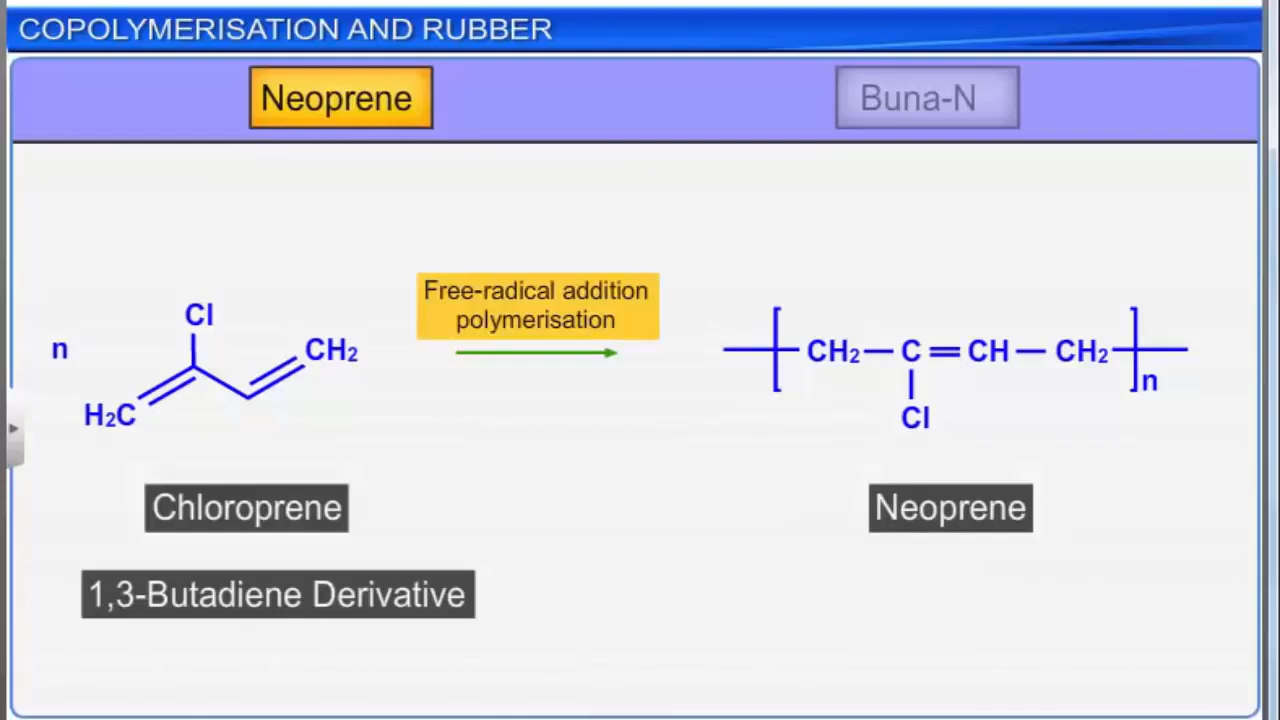 COPOLYMERISATION AND RUBBER
Neoprene
Buna-N
Free-radical addition
polymerisation
n
Cl
CH2
H2C
CH2 — C = CH — CH2
n
Cl
Chloroprene
Neoprene
1,3-Butadiene Derivative